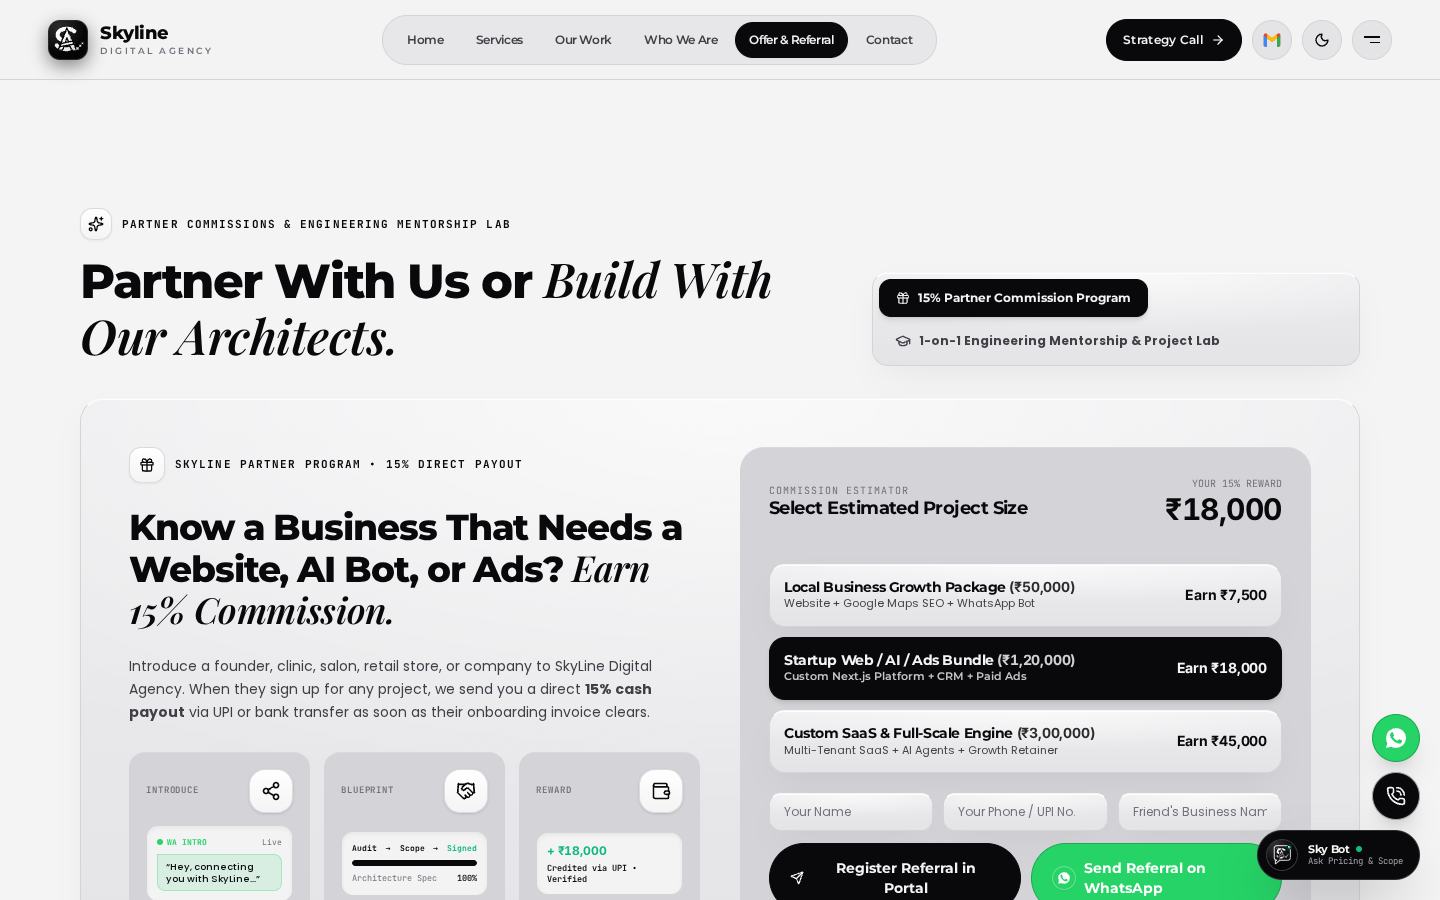 Skyline
DIGITAL AGENCY
Home
Services
Our Work
Who We Are
Offer & Referral
Contact
Strategy Call
PARTNER COMMISSIONS & ENGINEERING MENTORSHIP LAB
Partner With Us or Build With
Our Architects.
15% Partner Commission Program
1-on-1 Engineering Mentorship & Project Lab
SKYLINE PARTNER PROGRAM • 15% DIRECT PAYOUT
Know a Business That Needs a
Website, AI Bot, or Ads? Earn
15% Commission.
Introduce a founder, clinic, salon, retail store, or company to SkyLine Digital
Agency. When they sign up for any project, we send you a direct 15% cash
payout via UPI or bank transfer as soon as their onboarding invoice clears.
INTRODUCE
WA INTRO
Live
“Hey, connecting
you with SkyLine…”
BLUEPRINT
Audit → Scope → Signed
Architecture Spec 100%
REWARD
+ ₹18,000
Credited via UPI •
Verified
COMMISSION ESTIMATOR
Select Estimated Project Size
YOUR 15% REWARD
₹18,000
Local Business Growth Package (₹50,000)
Website + Google Maps SEO + WhatsApp Bot
Earn ₹7,500
Startup Web / AI / Ads Bundle (₹1,20,000)
Custom Next.js Platform + CRM + Paid Ads
Earn ₹18,000
Custom SaaS & Full-Scale Engine (₹3,00,000)
Multi-Tenant SaaS + AI Agents + Growth Retainer
Earn ₹45,000
Your Name
Your Phone / UPI No.
Friend's Business Nam
Register Referral in
Portal
Send Referral on
WhatsApp
Sky Bot
Ask Pricing & Scope